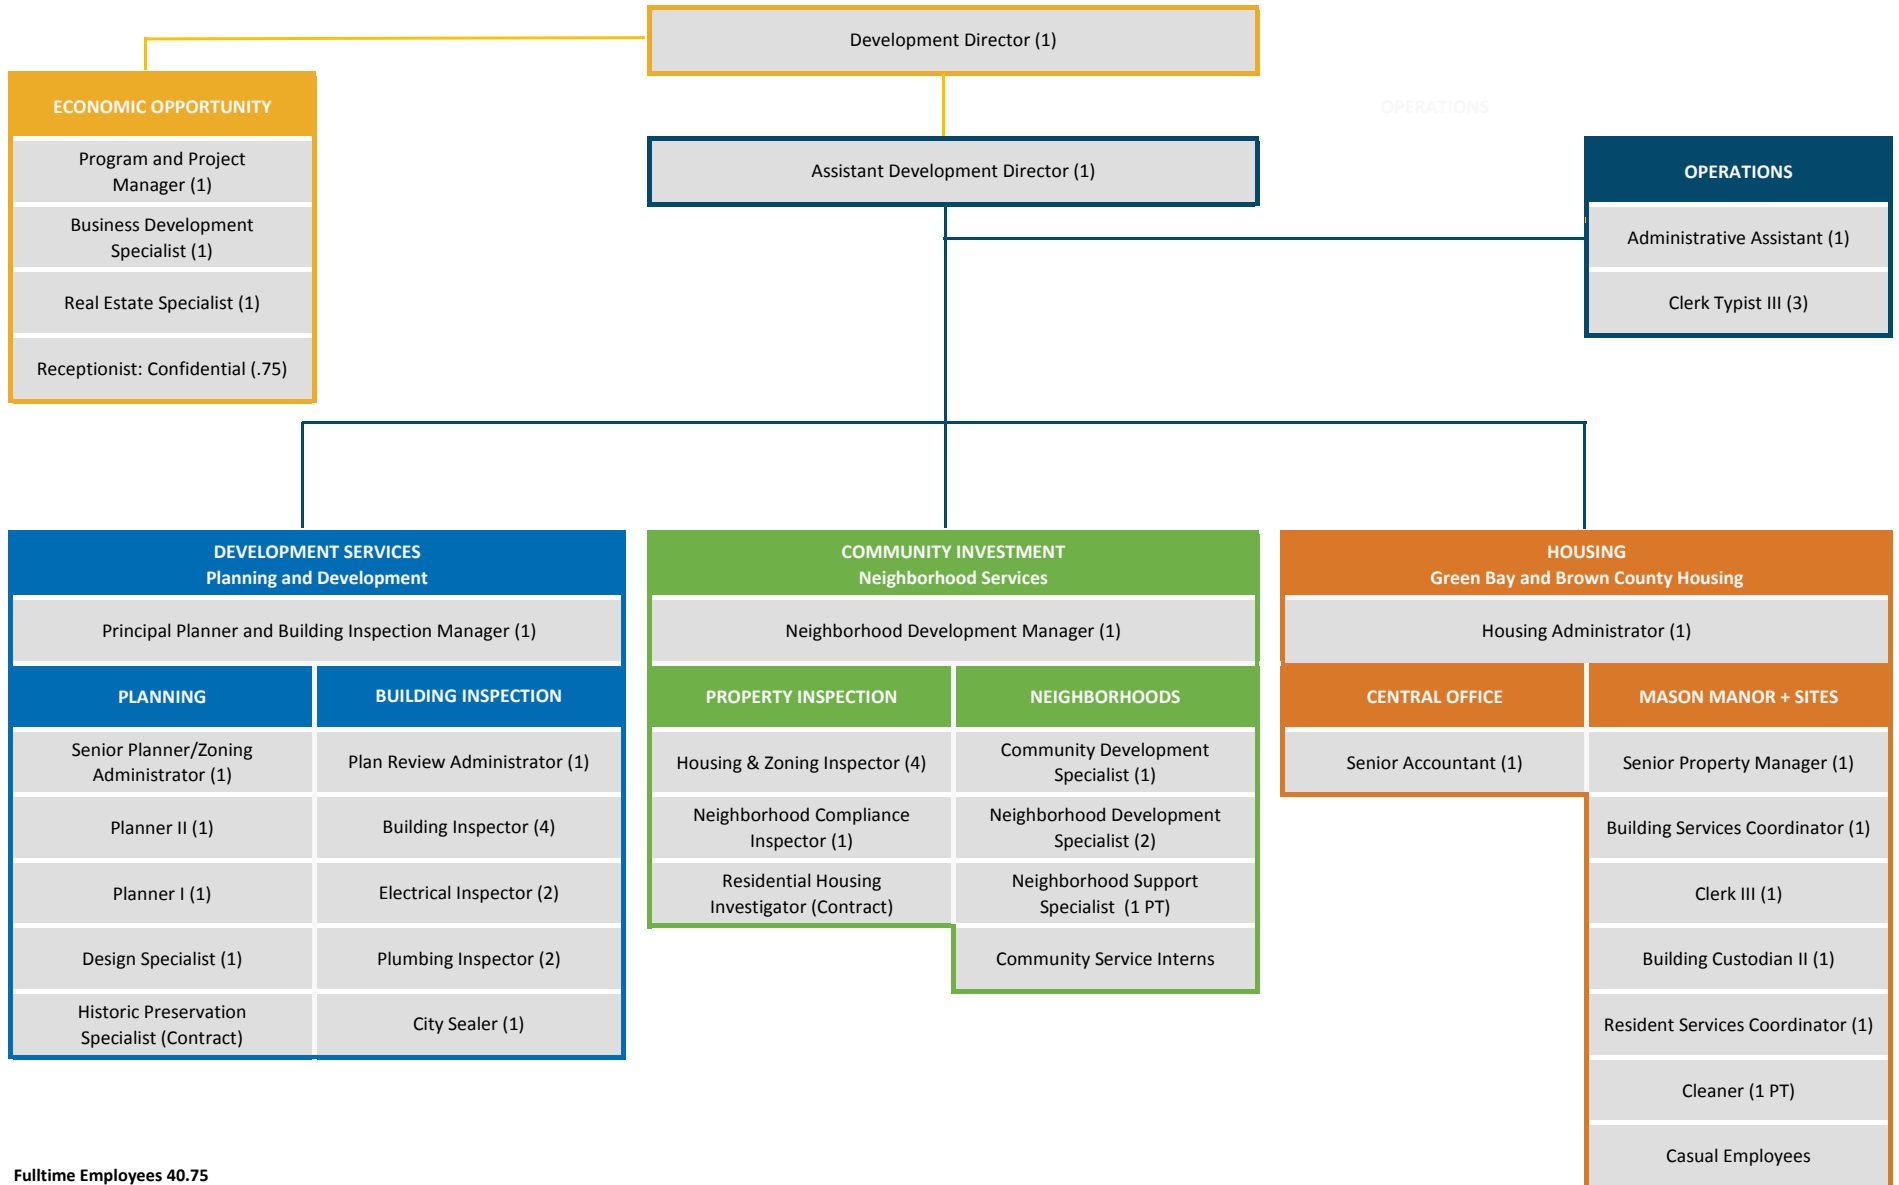 Development Director (1)
ECONOMIC OPPORTUNITY
Program and Project
Manager (1)
Business Development
Specialist (1)
Real Estate Specialist (1)
Receptionist: Confidential (.75)
OPERATIONS
Assistant Development Director (1)
OPERATIONS
Administrative Assistant (1)
Clerk Typist III (3)
DEVELOPMENT SERVICES
Planning and Development
Principal Planner and Building Inspection Manager (1)
PLANNING
Senior Planner/Zoning
Administrator (1)
Planner II (1)
Planner I (1)
Design Specialist (1)
Historic Preservation
Specialist (Contract)
BUILDING INSPECTION
Plan Review Administrator (1)
Building Inspector (4)
Electrical Inspector (2)
Plumbing Inspector (2)
City Sealer (1)
COMMUNITY INVESTMENT
Neighborhood Services
Neighborhood Development Manager (1)
PROPERTY INSPECTION
Housing & Zoning Inspector (4)
Neighborhood Compliance
Inspector (1)
Residential Housing
Investigator (Contract)
NEIGHBORHOODS
Community Development
Specialist (1)
Neighborhood Development
Specialist (2)
Neighborhood Support
Specialist (1 PT)
Community Service Interns
HOUSING
Green Bay and Brown County Housing
Housing Administrator (1)
CENTRAL OFFICE
Senior Accountant (1)
MASON MANOR + SITES
Senior Property Manager (1)
Building Services Coordinator (1)
Clerk III (1)
Building Custodian II (1)
Resident Services Coordinator (1)
Cleaner (1 PT)
Casual Employees
Fulltime Employees 40.75